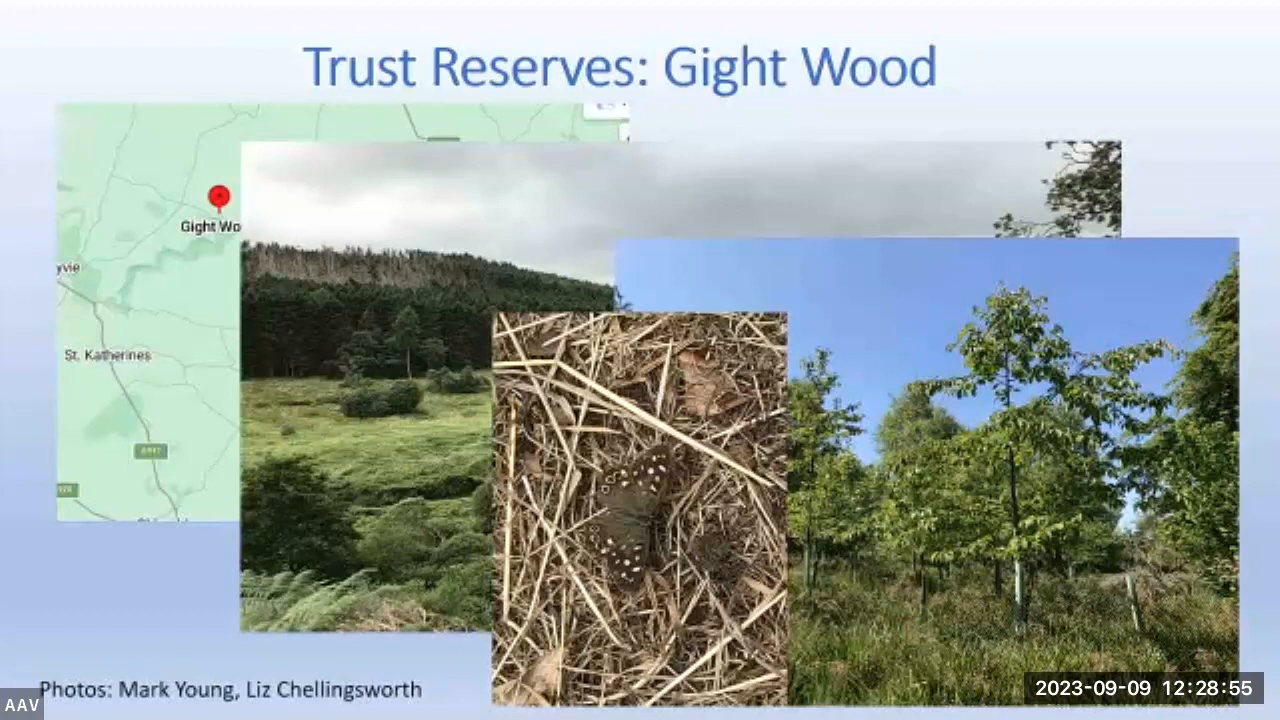 Trust Reserves: Gight Wood
Gight Wo
yvie
St. Katherines
Photos: Mark Young, Liz Chellingsworth
AAV
2023-09-09 12:28:55